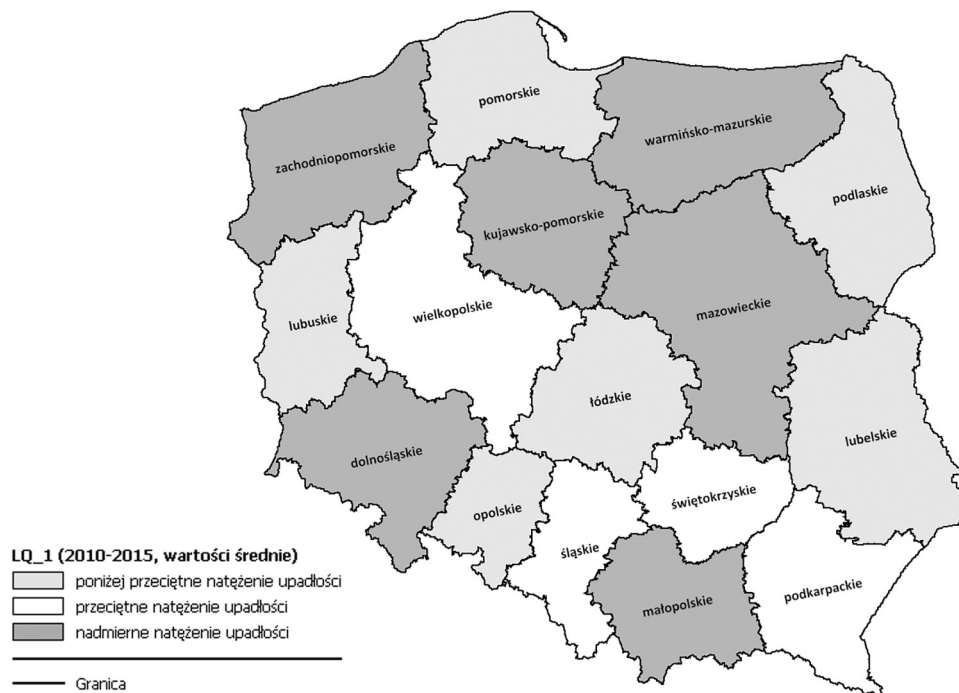 pomorskie
warmińsko-mazurskie
zachodniopomorskie
podlaskie
kujawsko-pomorskie
wielkopolskie
mazowieckie
lubuskie
łódzkie
lubelskie
dolnośląskie
świętokrzyskie
opolskie
śląskie
podkarpackie
małopolskie
LQ_1 (2010-2015, wartości średnie)
poniżej przeciętne natężenie upadłości
przeciętne natężenie upadłości
nadmierne natężenie upadłości
Granica